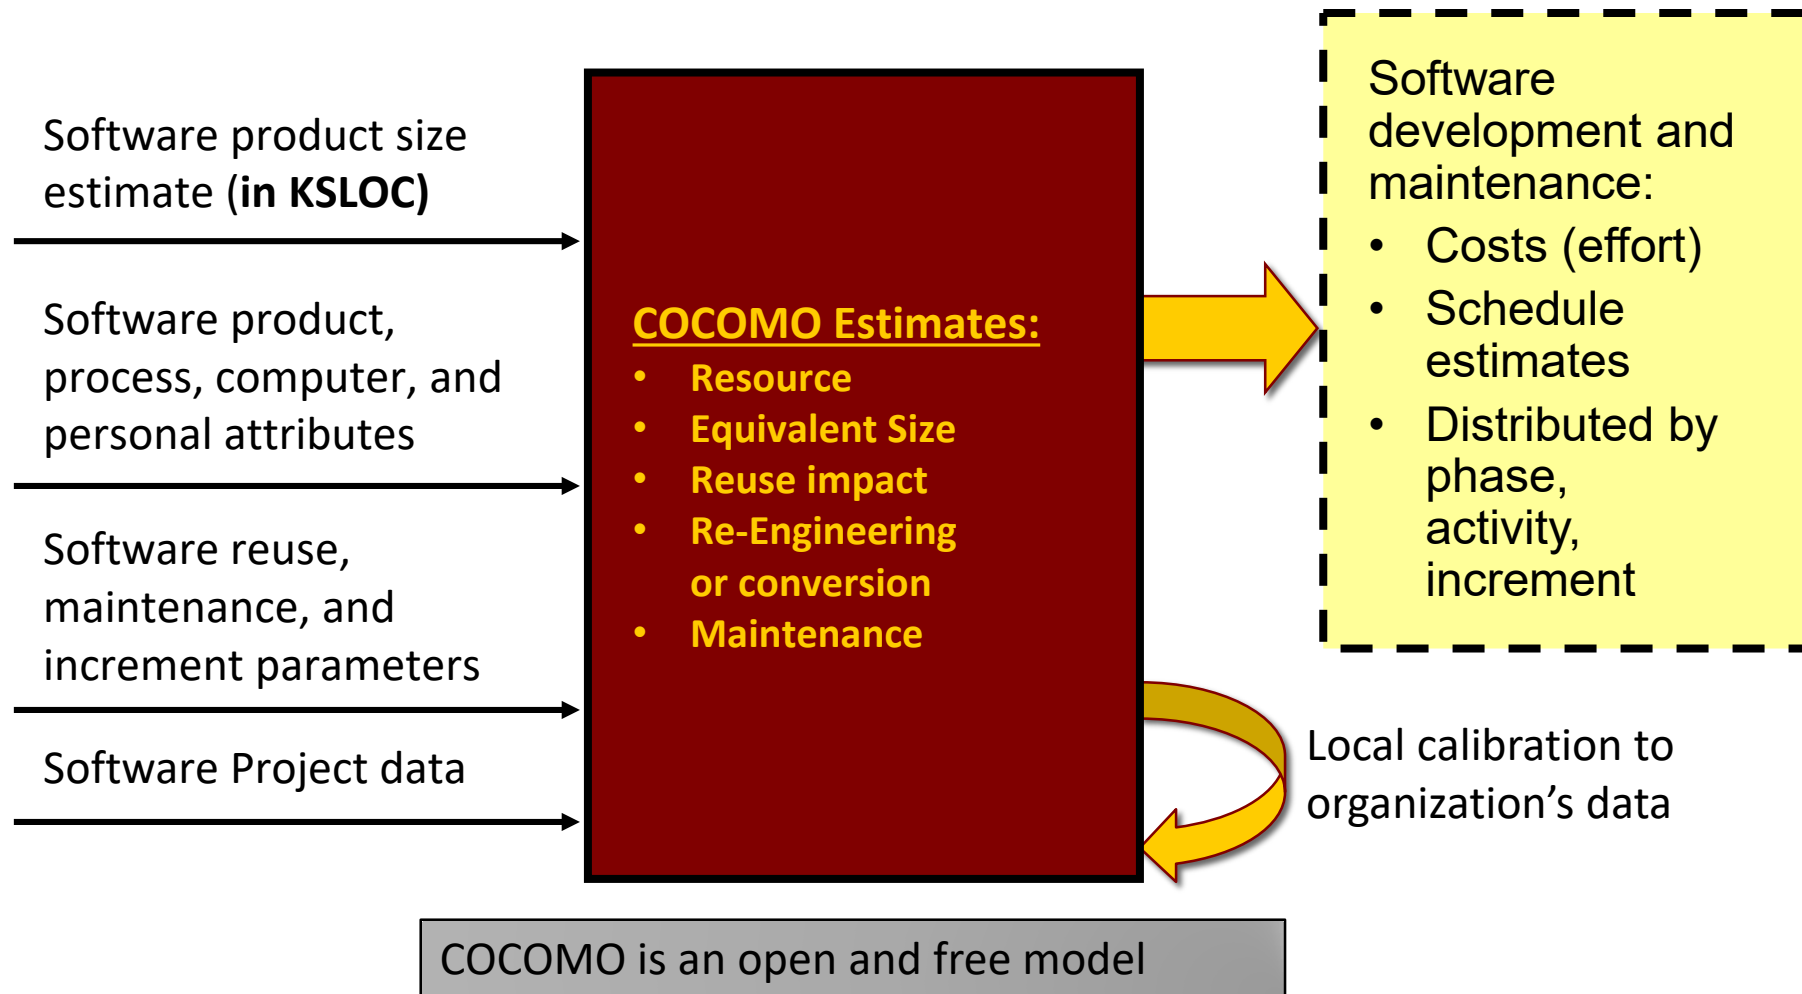 Software product size
estimate (in KSLOC)
Software product,
process, computer, and
personal attributes
Software reuse,
maintenance, and
increment parameters
Software Project data
COCOMO Estimates:
• Resource
• Equivalent Size
• Reuse impact
• Re-Engineering
or conversion
• Maintenance
Software
development and
maintenance:
• Costs (effort)
• Schedule
estimates
• Distributed by
phase,
activity,
increment
Local calibration to
organization’s data
COCOMO is an open and free model